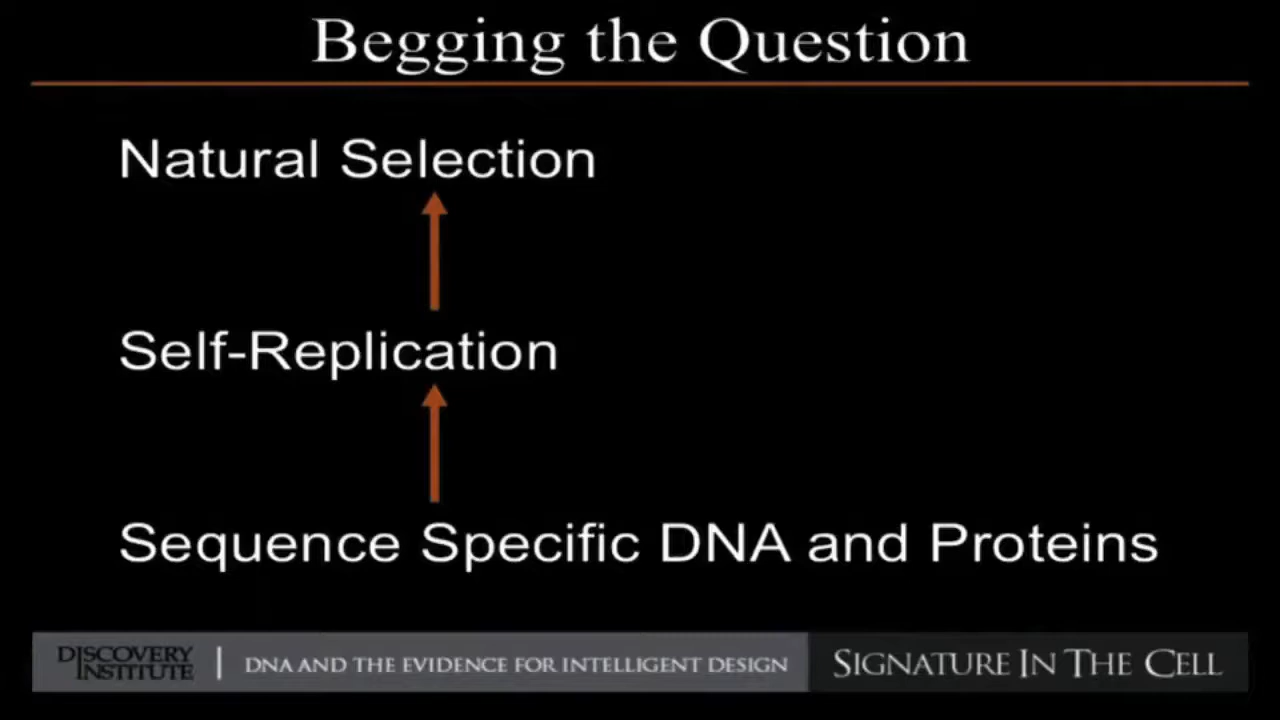 Begging the Question
Natural Selection
Self-Replication
Sequence Specific DNA and Proteins
DISCOVERY
INSTITUTE
DNA AND THE EVIDENCE FOR INTELLIGENT DESIGN
SIGNATURE IN THE CELL